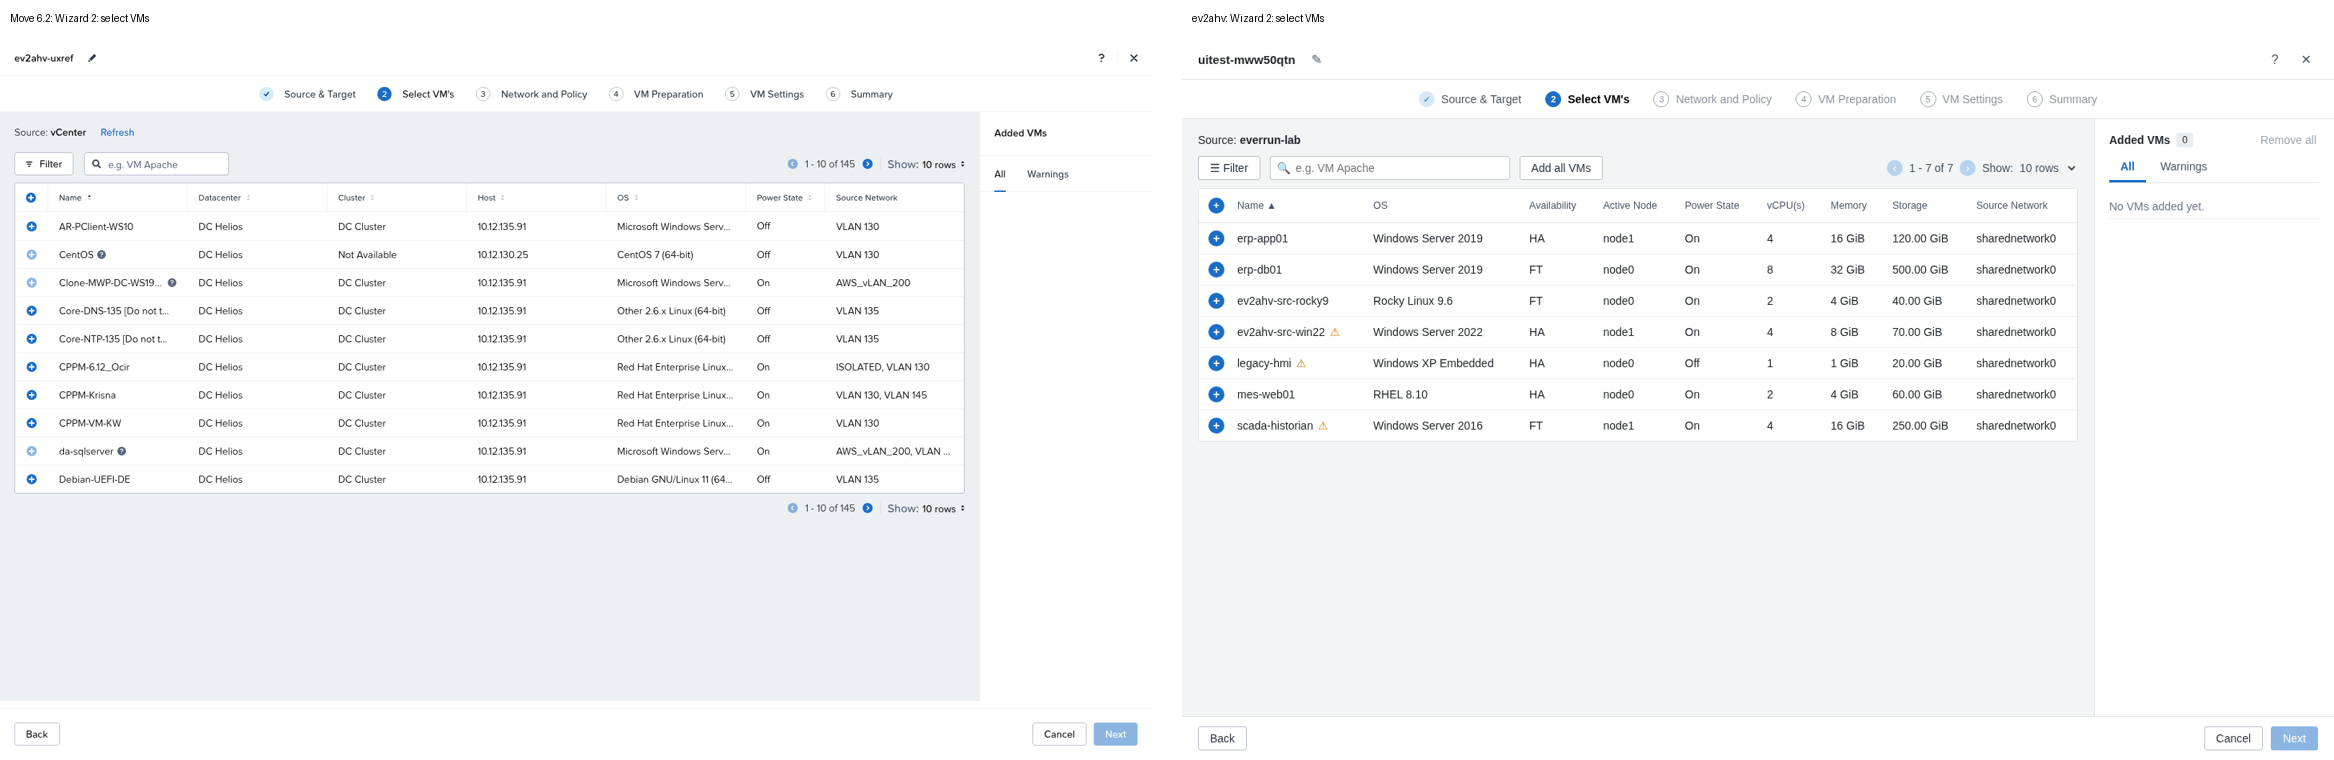 Move 6.2: Wizard 2: select VMs
ev2ahv-uxref
?
Source & Target 2 Select VM's 3 Network and Policy 4 VM Preparation 5 VM Settings 6 Summary
Source: vCenter Refresh
Filter e.g. VM Apache 1 - 10 of 145 Show: 10 rows
Name Datacenter Cluster Host OS Power State Source Network
AR-PClient-WS10 DC Helios DC Cluster 10.12.135.91 Microsoft Windows Serv... Off VLAN 130
CentOS ? DC Helios Not Available 10.12.130.25 CentOS 7 (64-bit) Off VLAN 130
Clone-MWP-DC-WS19... ? DC Helios DC Cluster 10.12.135.91 Microsoft Windows Serv... On AWS_vLAN_200
Core-DNS-135 [Do not t... DC Helios DC Cluster 10.12.135.91 Other 2.6.x Linux (64-bit) Off VLAN 135
Core-NTP-135 [Do not t... DC Helios DC Cluster 10.12.135.91 Other 2.6.x Linux (64-bit) Off VLAN 135
CPPM-6.12_Ocir DC Helios DC Cluster 10.12.135.91 Red Hat Enterprise Linux... On ISOLATED, VLAN 130
CPPM-Krisna DC Helios DC Cluster 10.12.135.91 Red Hat Enterprise Linux... On VLAN 130, VLAN 145
CPPM-VM-KW DC Helios DC Cluster 10.12.135.91 Red Hat Enterprise Linux... On VLAN 130
da-sqlserver ? DC Helios DC Cluster 10.12.135.91 Microsoft Windows Serv... On AWS_vLAN_200, VLAN ...
Debian-UEFI-DE DC Helios DC Cluster 10.12.135.91 Debian GNU/Linux 11 (64... Off VLAN 135
1 - 10 of 145 Show: 10 rows
Added VMs
All Warnings
Back Cancel Next
ev2ahv: Wizard 2: select VMs
uitest-mww50qtn
?
Source & Target 2 Select VM's 3 Network and Policy 4 VM Preparation 5 VM Settings 6 Summary
Source: everrun-lab
Filter e.g. VM Apache Add all VMs 1 - 7 of 7 Show: 10 rows
Name OS Availability Active Node Power State vCPU(s) Memory Storage Source Network
erp-app01 Windows Server 2019 HA node1 On 4 16 GiB 120.00 GiB sharednetwork0
erp-db01 Windows Server 2019 FT node0 On 8 32 GiB 500.00 GiB sharednetwork0
ev2ahv-src-rocky9 Rocky Linux 9.6 FT node0 On 2 4 GiB 40.00 GiB sharednetwork0
ev2ahv-src-win22 Windows Server 2022 HA node1 On 4 8 GiB 70.00 GiB sharednetwork0
legacy-hmi Windows XP Embedded HA node0 Off 1 1 GiB 20.00 GiB sharednetwork0
mes-web01 RHEL 8.10 HA node0 On 2 4 GiB 60.00 GiB sharednetwork0
scada-historian Windows Server 2016 FT node1 On 4 16 GiB 250.00 GiB sharednetwork0
Added VMs 0 Remove all
All Warnings
No VMs added yet.
Back Cancel Next